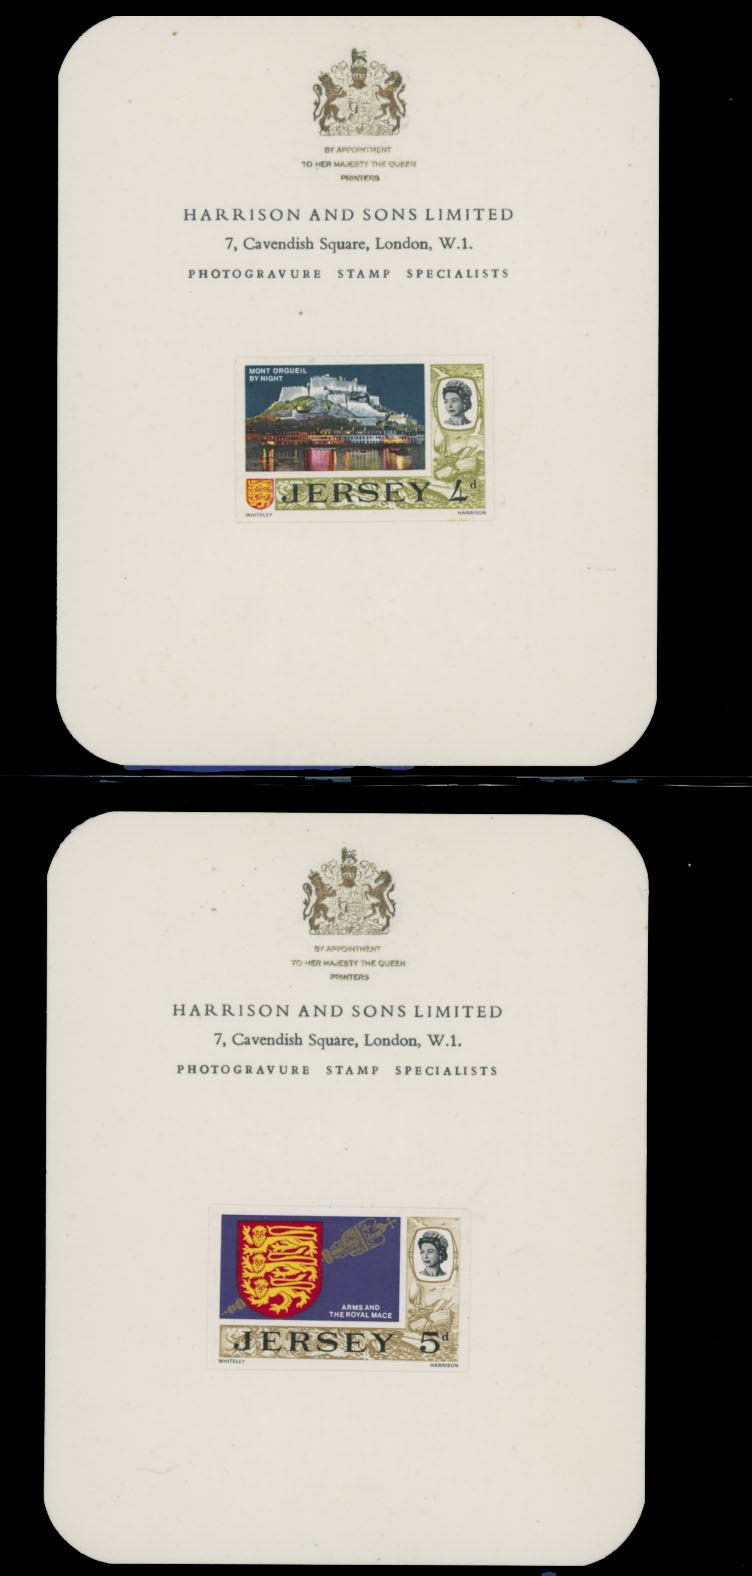 BY APPOINTMENT
TO HER MAJESTY THE QUEEN
PRINTERS
HARRISON AND SONS LIMITED
7, Cavendish Square, London, W.1.
PHOTOGRAVURE STAMP SPECIALISTS
MONT ORGUEIL
BY NIGHT
JERSEY 4d
WHITELEY HARRISON
BY APPOINTMENT
TO HER MAJESTY THE QUEEN
PRINTERS
HARRISON AND SONS LIMITED
7, Cavendish Square, London, W.1.
PHOTOGRAVURE STAMP SPECIALISTS
ARMS AND
THE ROYAL MACE
JERSEY 5d
WHITELEY HARRISON